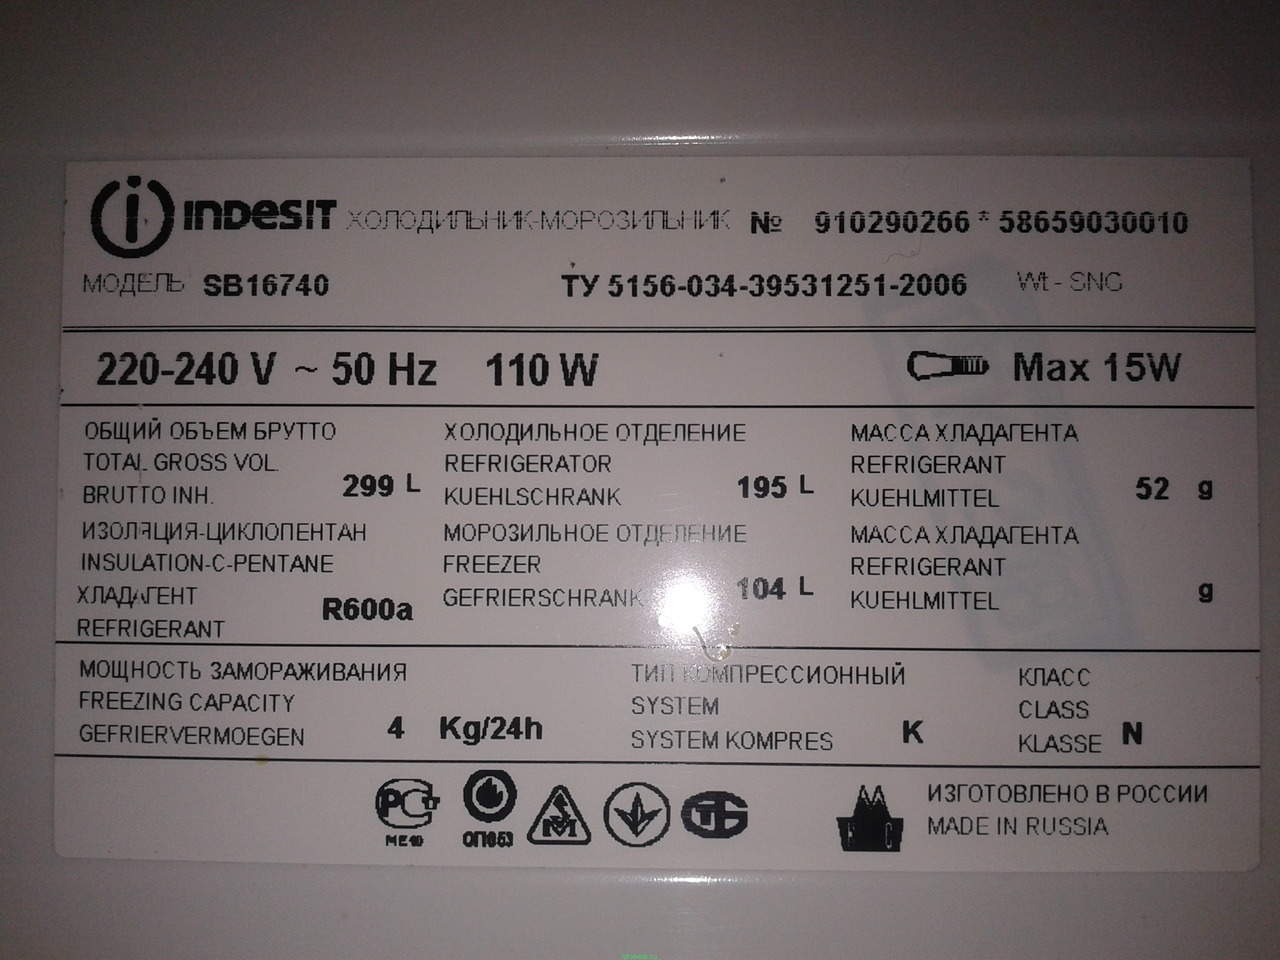 INDESIT ХОЛОДИЛЬНИК-МОРОЗИЛЬНИК № 910290266 * 58659030010
МОДЕЛЬ SB16740 ТУ 5156-034-39531251-2006 Wt - SNG
220-240 V ~ 50 Hz 110 W Max 15W
ОБЩИЙ ОБЪЕМ БРУТТО
TOTAL GROSS VOL.
BRUTTO INH. 299 L
ИЗОЛЯЦИЯ-ЦИКЛОПЕНТАН
INSULATION-C-PENTANE
ХЛАДАГЕНТ
REFRIGERANT R600a
ХОЛОДИЛЬНОЕ ОТДЕЛЕНИЕ
REFRIGERATOR
KUEHLSCHRANK 195 L
МОРОЗИЛЬНОЕ ОТДЕЛЕНИЕ
FREEZER
GEFRIERSCHRANK 104 L
МАССА ХЛАДАГЕНТА
REFRIGERANT
KUEHLMITTEL 52 g
МАССА ХЛАДАГЕНТА
REFRIGERANT
KUEHLMITTEL g
МОЩНОСТЬ ЗАМОРАЖИВАНИЯ
FREEZING CAPACITY
GEFRIERVERMOEGEN 4 Kg/24h
ТИП КОМПРЕССИОННЫЙ
SYSTEM
SYSTEM KOMPRES K
КЛАСС
CLASS
KLASSE N
РСТ
ME10
ИЗГОТОВЛЕНО В РОССИИ
MADE IN RUSSIA